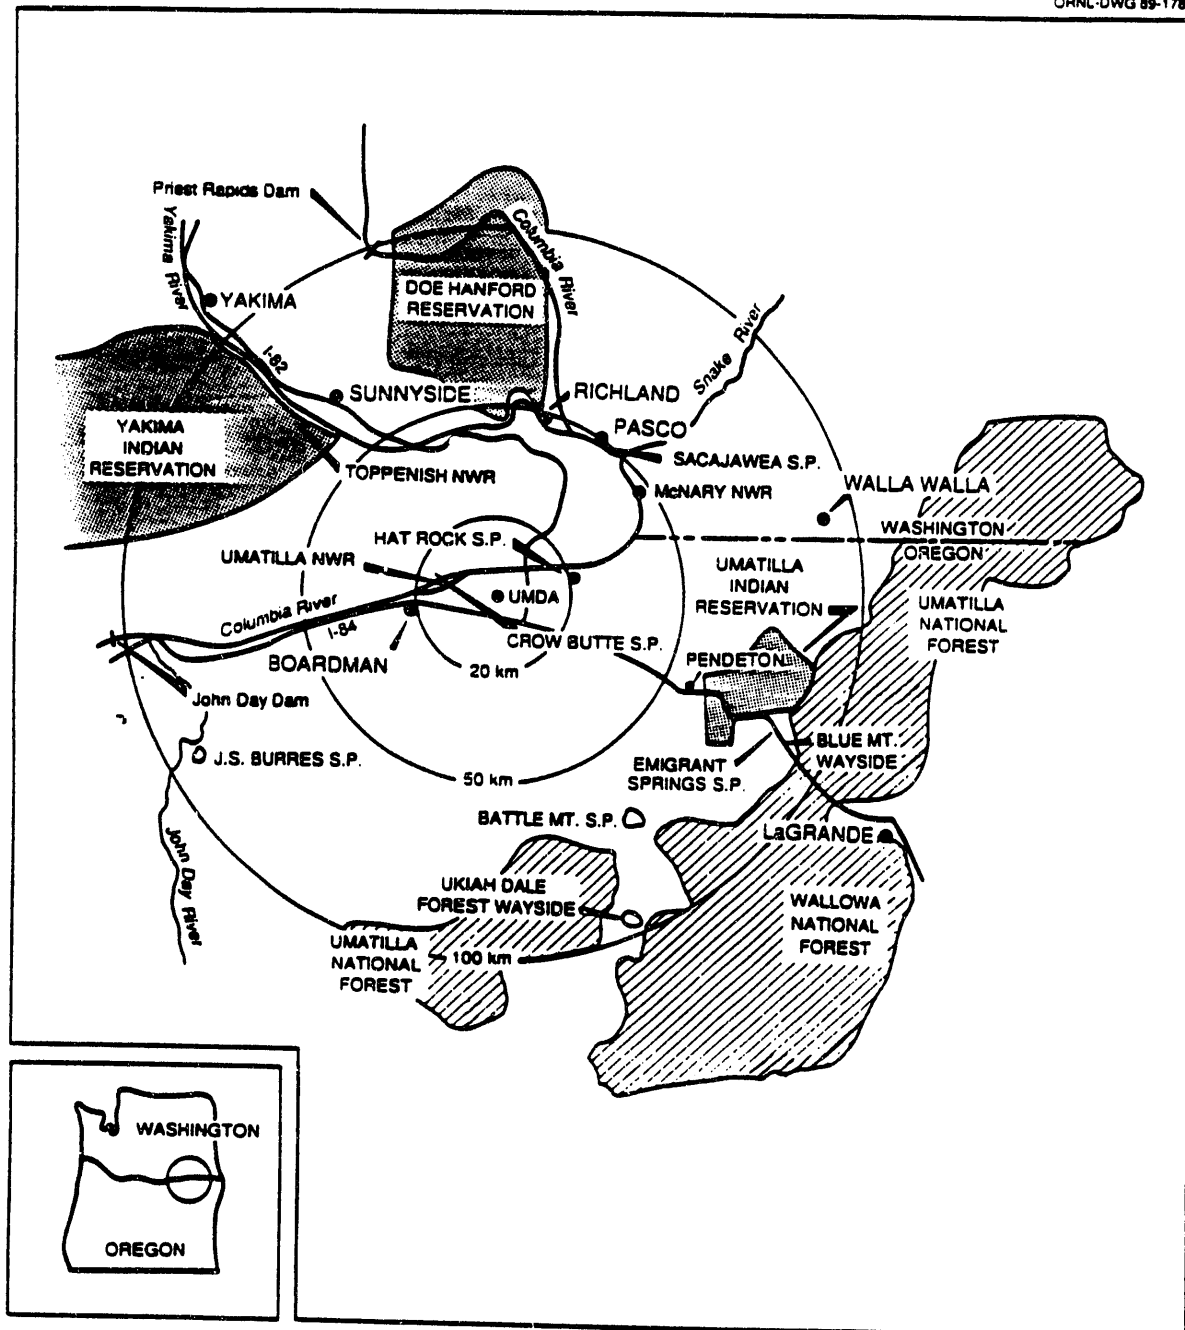 ORNL-DWG 89-178
Priest Rapids Dam
Yakima River
Columbia River
YAKIMA
DOE HANFORD
RESERVATION
I-82
Snake River
SUNNYSIDE
RICHLAND
PASCO
YAKIMA
INDIAN
RESERVATION
TOPPENISH NWR
SACAJAWEA S.P.
McNARY NWR
WALLA WALLA
WASHINGTON
OREGON
HAT ROCK S.P.
UMATILLA NWR
UMATILLA
INDIAN
RESERVATION
UMDA
UMATILLA
NATIONAL
FOREST
Columbia River
I-84
CROW BUTTE S.P.
BOARDMAN
20 km
PENDETON
John Day Dam
J.S. BURRES S.P.
BLUE MT.
WAYSIDE
EMIGRANT
SPRINGS S.P.
50 km
BATTLE MT. S.P.
LaGRANDE
John Day River
UKIAH DALE
FOREST WAYSIDE
WALLOWA
NATIONAL
FOREST
UMATILLA
NATIONAL
FOREST
100 km
WASHINGTON
OREGON